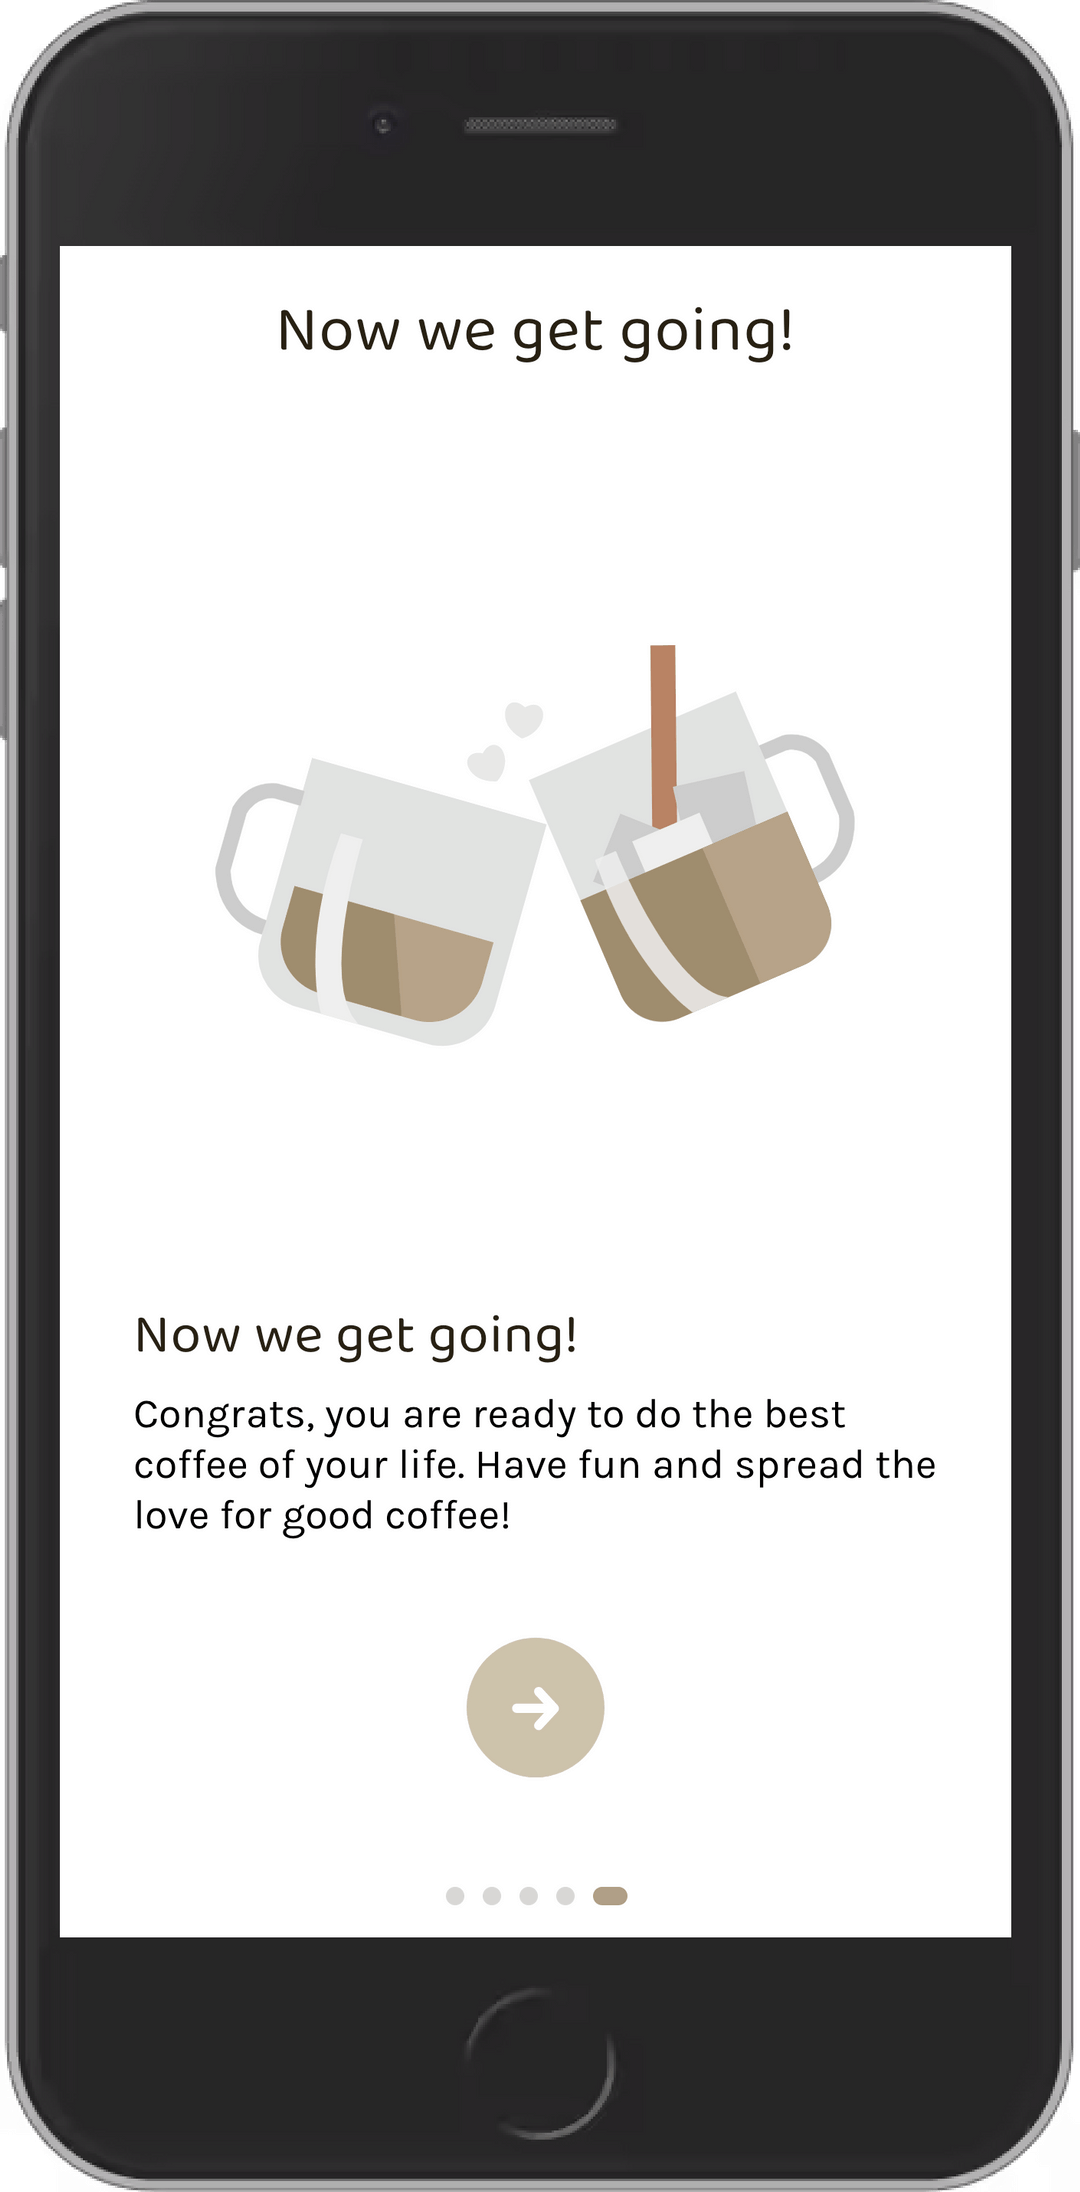 Now we get going!
Now we get going!
Congrats, you are ready to do the best
coffee of your life. Have fun and spread the
love for good coffee!